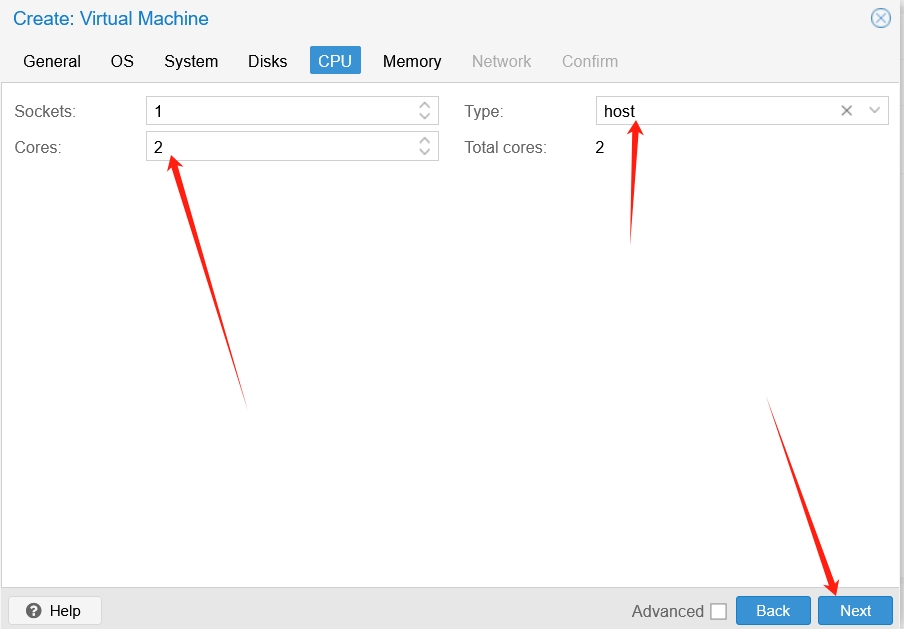 Create: Virtual Machine
General OS System Disks CPU Memory Network Confirm
Sockets: 1 Type: host
Cores: 2 Total cores: 2
Help Advanced Back Next